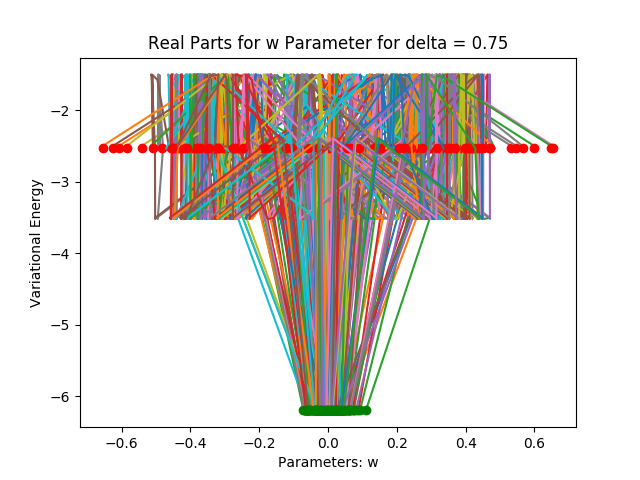 Real Parts for w Parameter for delta = 0.75
Variational Energy
−2
−3
−4
−5
−6
−0.6 −0.4 −0.2 0.0 0.2 0.4 0.6
Parameters: w